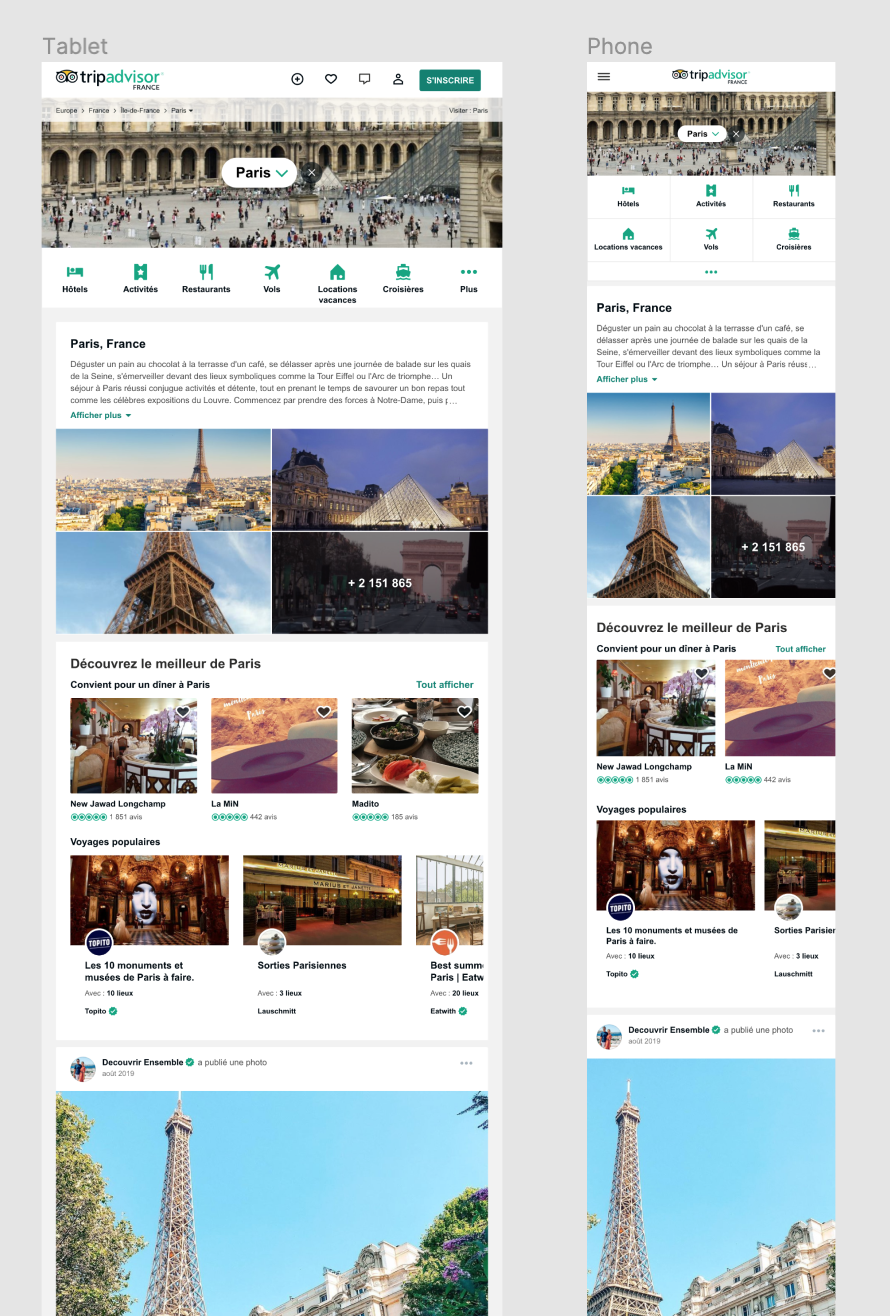 Tablet
tripadvisor
FRANCE
S'INSCRIRE
Europe > France > Île-de-France > Paris
Visiter : Paris
Paris
Hôtels
Activités
Restaurants
Vols
Locations
vacances
Croisières
Plus
Paris, France
Déguster un pain au chocolat à la terrasse d'un café, se délasser après une journée de balade sur les quais
de la Seine, s'émerveiller devant des lieux symboliques comme la Tour Eiffel ou l'Arc de triomphe… Un
séjour à Paris réussi conjugue activités et détente, tout en prenant le temps de savourer un bon repas tout
comme les célèbres expositions du Louvre. Commencez par prendre des forces à Notre-Dame, puis p…
Afficher plus
+ 2 151 865
Découvrez le meilleur de Paris
Convient pour un dîner à Paris
Tout afficher
New Jawad Longchamp
1 851 avis
La MiN
442 avis
Madito
185 avis
Voyages populaires
MARIUS ET JANETTE
TOPITO
Les 10 monuments et
musées de Paris à faire.
Avec : 10 lieux
Topito
Sorties Parisiennes
Avec : 3 lieux
Lauschmitt
Best summ
Paris | Eatw
Avec : 20 lieux
Eatwith
Decouvrir Ensemble a publié une photo
août 2019
Phone
tripadvisor
FRANCE
Paris
Hôtels
Activités
Restaurants
Locations vacances
Vols
Croisières
Paris, France
Déguster un pain au chocolat à la terrasse d'un café, se
délasser après une journée de balade sur les quais de la
Seine, s'émerveiller devant des lieux symboliques comme la
Tour Eiffel ou l'Arc de triomphe… Un séjour à Paris réuss…
Afficher plus
+ 2 151 865
Découvrez le meilleur de Paris
Convient pour un dîner à Paris
Tout afficher
New Jawad Longchamp
1 851 avis
La MiN
442 avis
Voyages populaires
TOPITO
Les 10 monuments et musées de
Paris à faire.
Avec : 10 lieux
Topito
Sorties Parisien
Avec : 3 lieux
Lauschmitt
Decouvrir Ensemble a publié une photo
août 2019